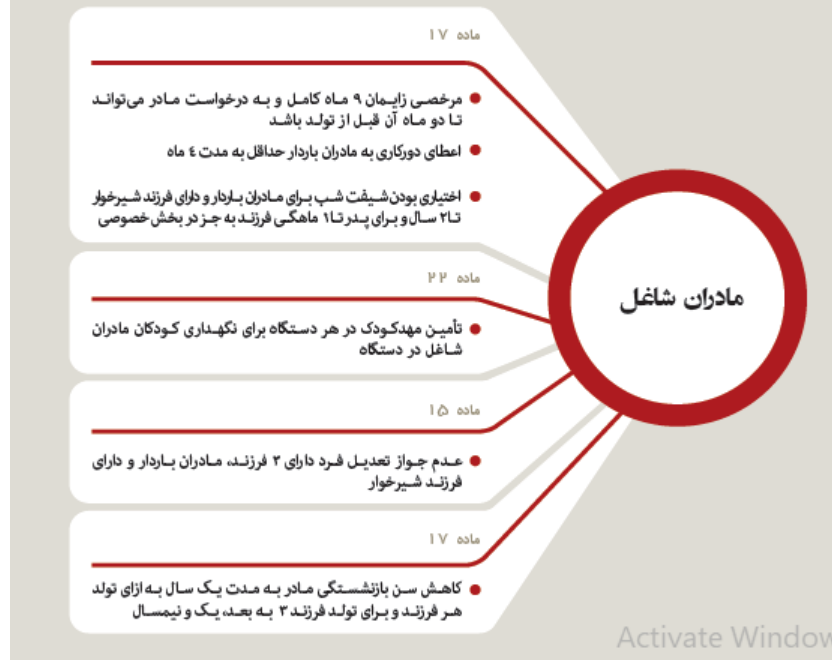 مادران شاغل
ماده ۱۷
مرخصی زایمان ۹ ماه کامل و به درخواست مادر می‌تواند
تا دو ماه آن قبل از تولد باشد
اعطای دورکاری به مادران باردار حداقل به مدت ٤ ماه
اختیاری بودن شیفت شب برای مادران باردار و دارای فرزند شیرخوار
تا۲ سال و برای پدر تا۱ ماهگی فرزند به جز در بخش خصوصی
ماده ۲۲
تأمین مهدکودک در هر دستگاه برای نگهداری کودکان مادران
شاغل در دستگاه
ماده ۱۵
عدم جواز تعدیل فرد دارای ۳ فرزند، مادران باردار و دارای
فرزند شیرخوار
ماده ۱۷
کاهش سن بازنشستگی مادر به مدت یک سال به ازای تولد
هر فرزند و برای تولد فرزند ۳ به بعد، یک و نیمسال
Activate Window